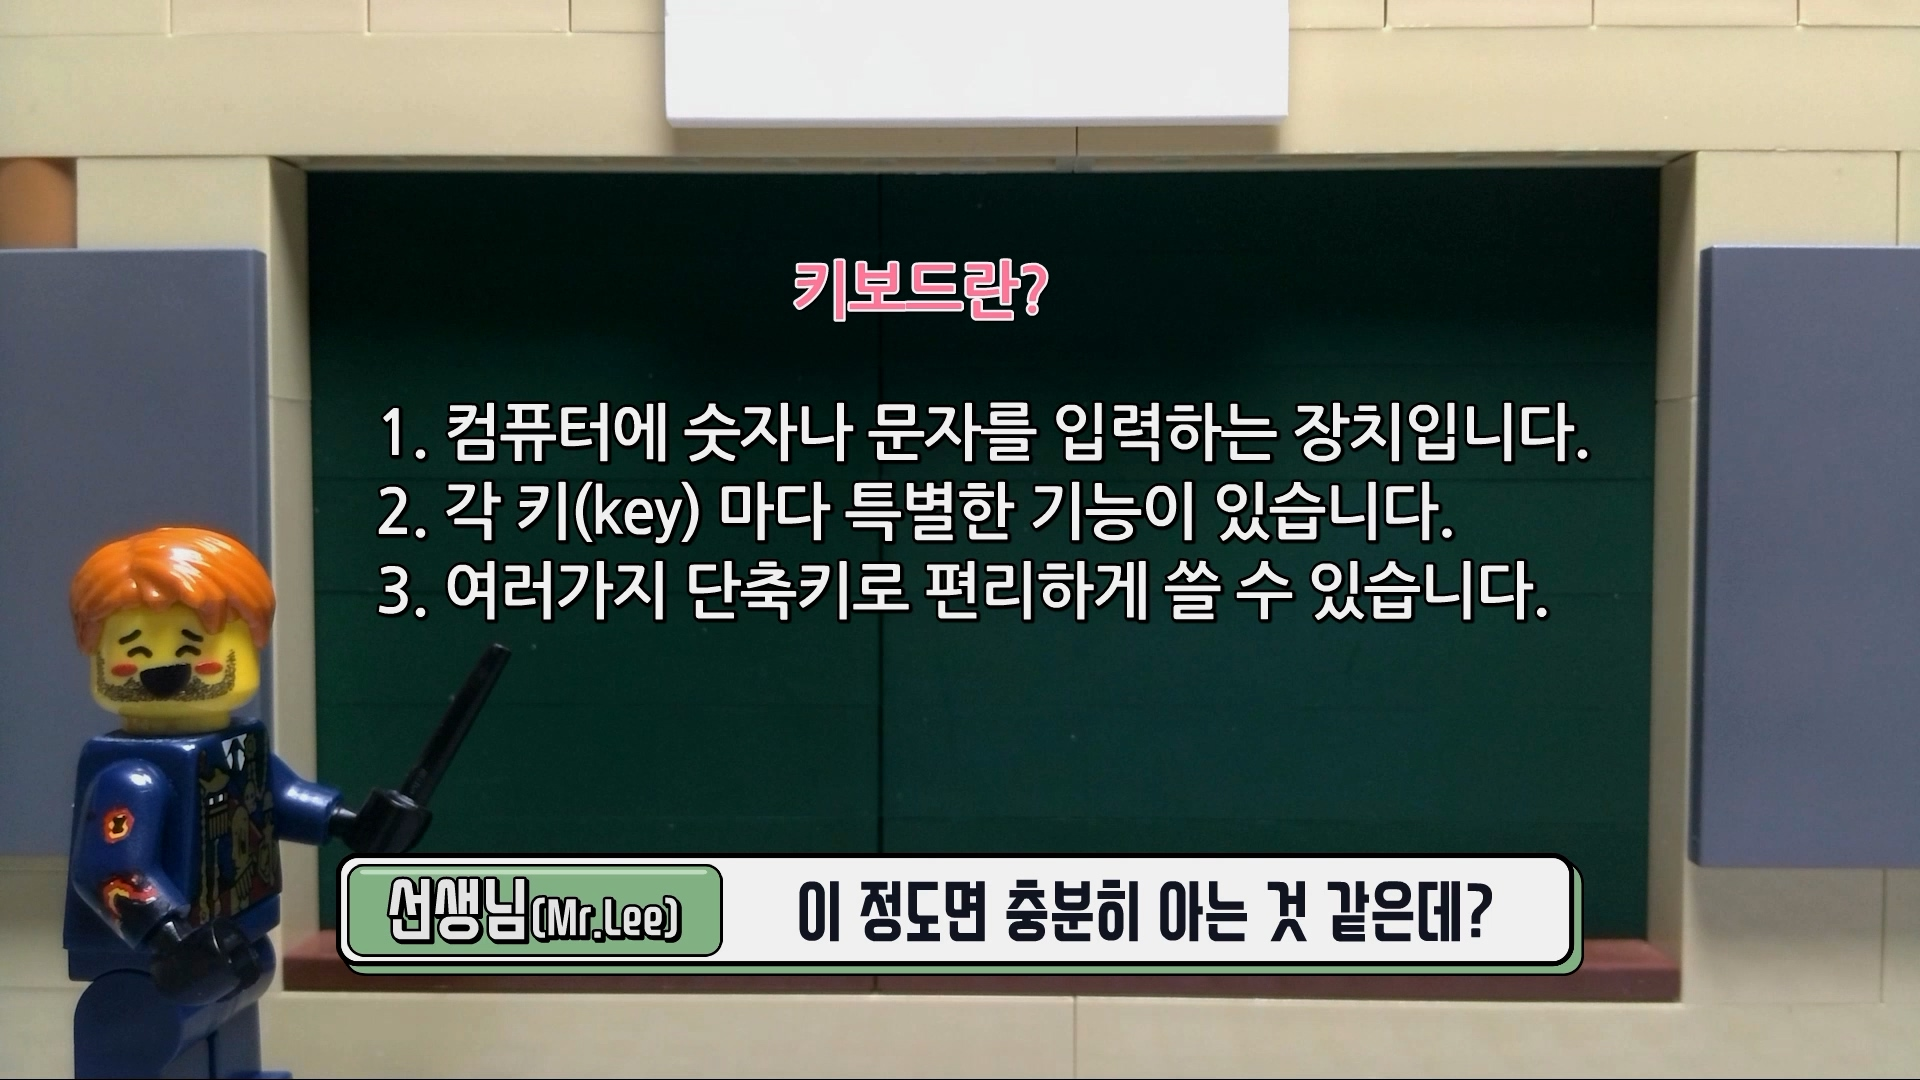 키보드란?
1. 컴퓨터에 숫자나 문자를 입력하는 장치입니다.
2. 각 키(key) 마다 특별한 기능이 있습니다.
3. 여러가지 단축키로 편리하게 쓸 수 있습니다.
선생님(Mr.Lee) 이 정도면 충분히 아는 것 같은데?